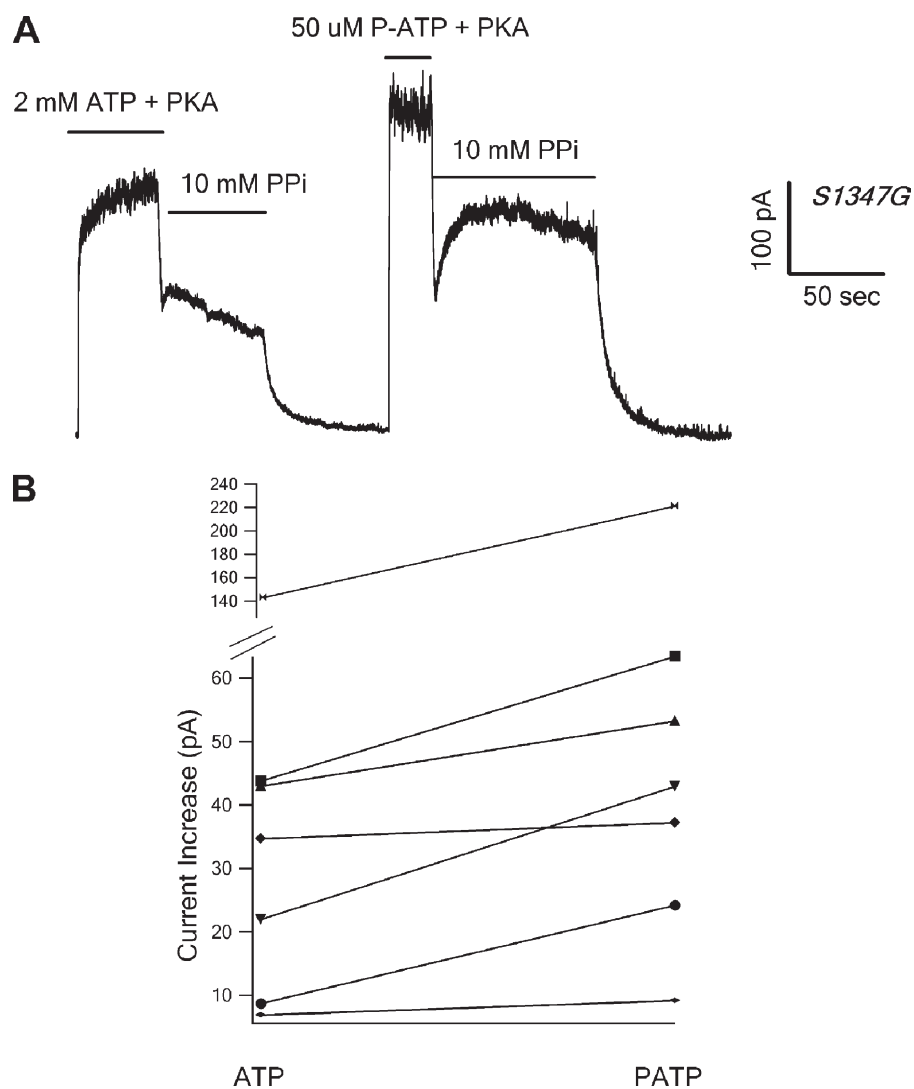 A
50 uM P-ATP + PKA
2 mM ATP + PKA
10 mM PPi
10 mM PPi
S1347G
100 pA
50 sec
B
240
220
200
180
160
140
60
50
40
30
20
10
Current Increase (pA)
ATP
PATP